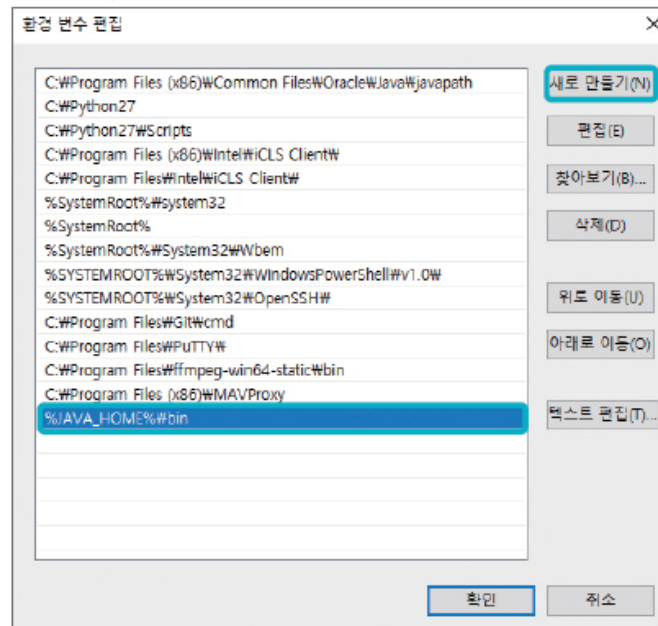 환경 변수 편집
C:₩Program Files (x86)₩Common Files₩Oracle₩Java₩javapath
C:₩Python27
C:₩Python27₩Scripts
C:₩Program Files (x86)₩Intel₩iCLS Client₩
C:₩Program Files₩Intel₩iCLS Client₩
%SystemRoot%₩system32
%SystemRoot%
%SystemRoot%₩System32₩Wbem
%SYSTEMROOT%₩System32₩WindowsPowerShell₩v1.0₩
%SYSTEMROOT%₩System32₩OpenSSH₩
C:₩Program Files₩Git₩cmd
C:₩Program Files₩PuTTY₩
C:₩Program Files₩ffmpeg-win64-static₩bin
C:₩Program Files (x86)₩MAVProxy
%JAVA_HOME%₩bin
새로 만들기(N)
편집(E)
찾아보기(B)...
삭제(D)
위로 이동(U)
아래로 이동(O)
텍스트 편집(T)...
확인
취소